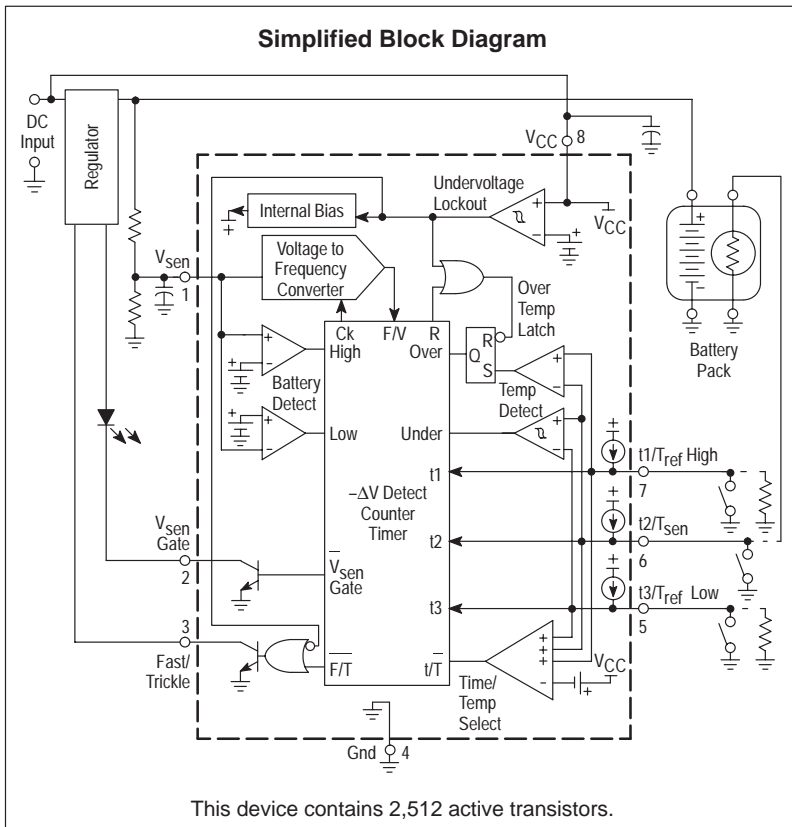 Simplified Block Diagram
DC
Input
Regulator
VCC
8
Undervoltage
Lockout
VCC
Internal Bias
Voltage to
Frequency
Converter
Vsen
1
Over
Temp
Latch
Ck
F/V
R
High
Over
Q
R
S
Battery
Detect
Temp
Detect
Battery
Pack
Low
Under
t1
t1/Tref High
7
–ΔV Detect
Counter
Timer
t2
t2/Tsen
6
Vsen
Gate
2
Vsen
Gate
t3
t3/Tref Low
5
3
Fast/
Trickle
F/T
t/T
Time/
Temp
Select
VCC
Gnd
4
This device contains 2,512 active transistors.